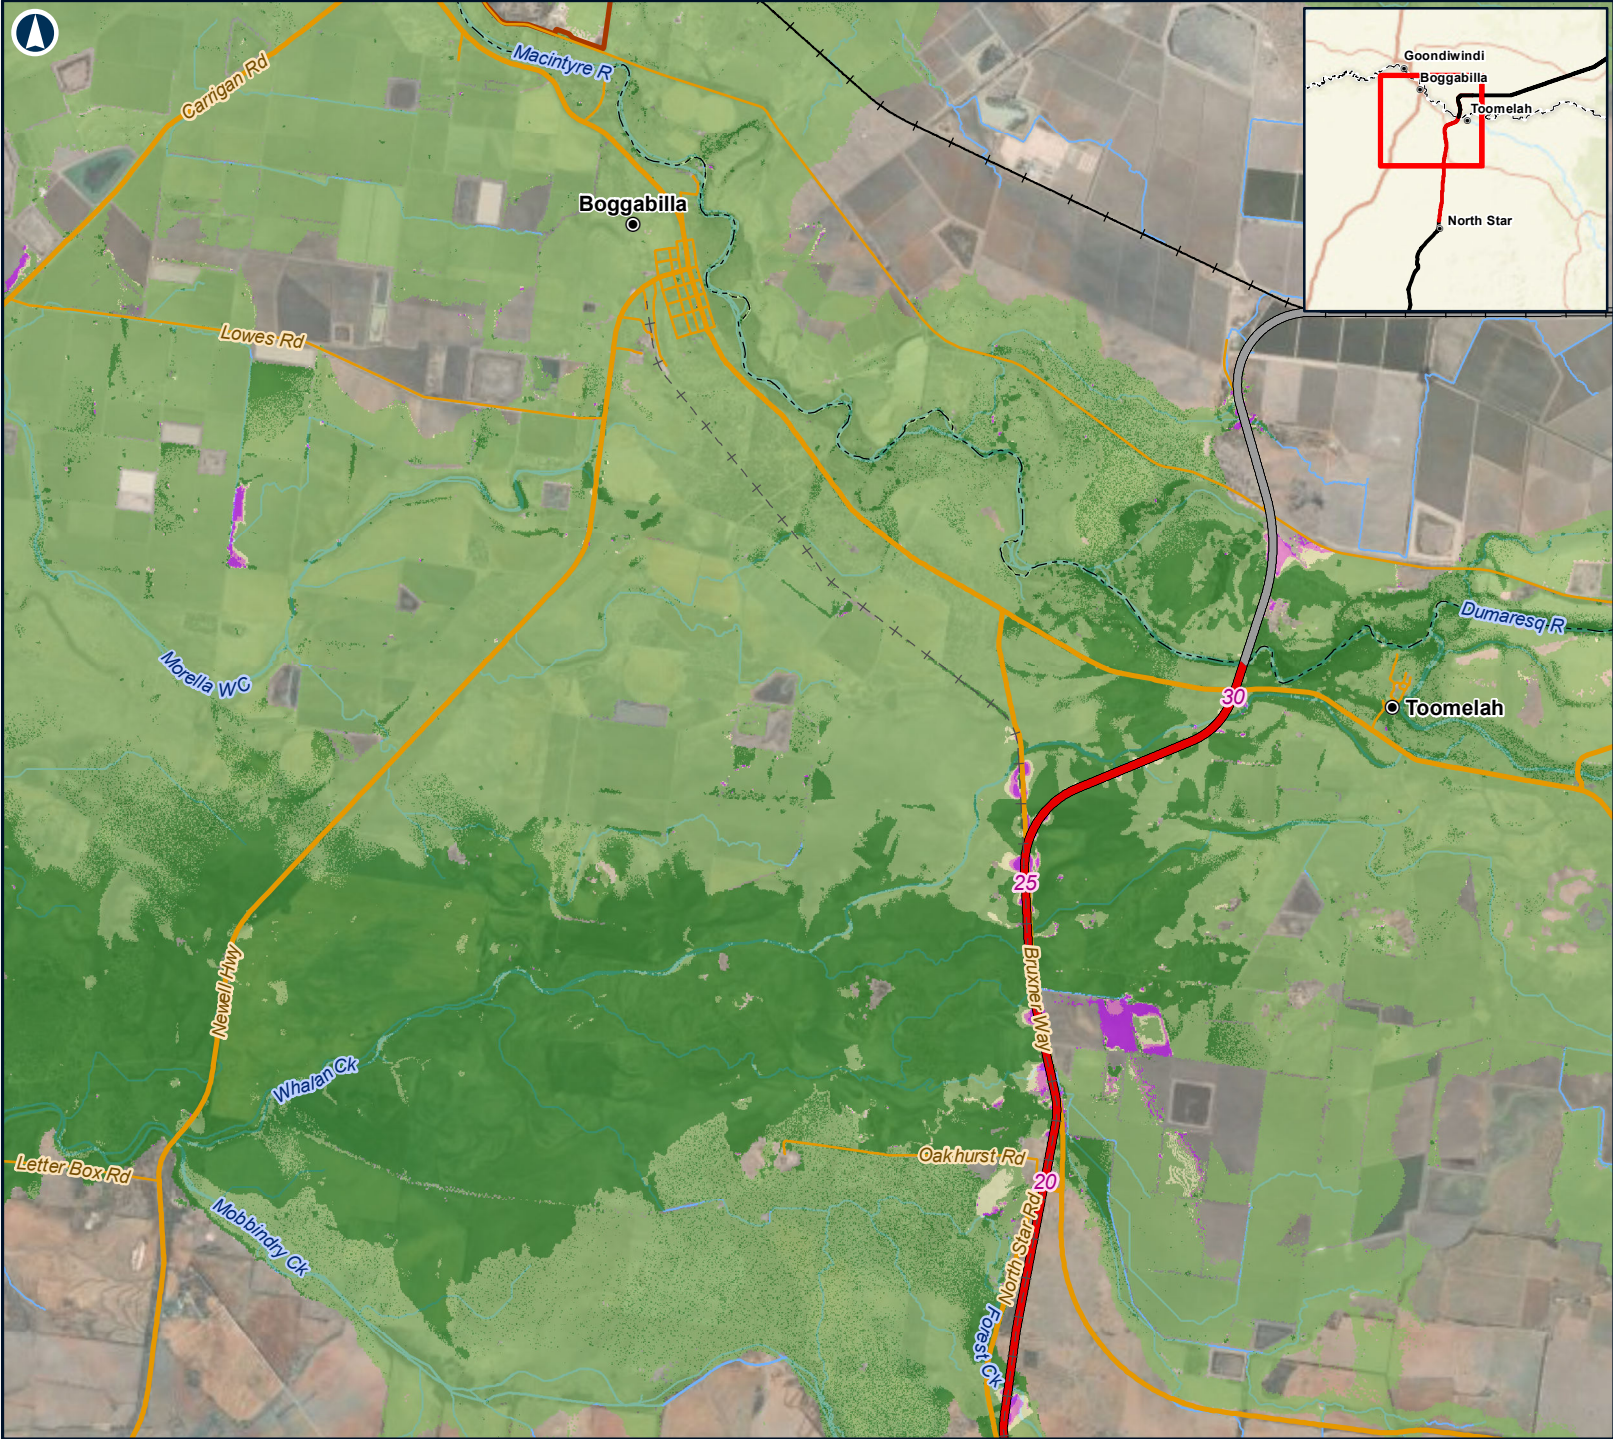 Macintyre R
Carrigan Rd
Goondiwindi
Boggabilla
Toomelah
North Star
Boggabilla
Lowes Rd
Dumaresq R
Morella WC
30
Toomelah
25
Newell Hwy
Bruxner Way
Whalan Ck
Oakhurst Rd
Letter Box Rd
20
Mobbindry Ck
North Star Rd
Forest Ck